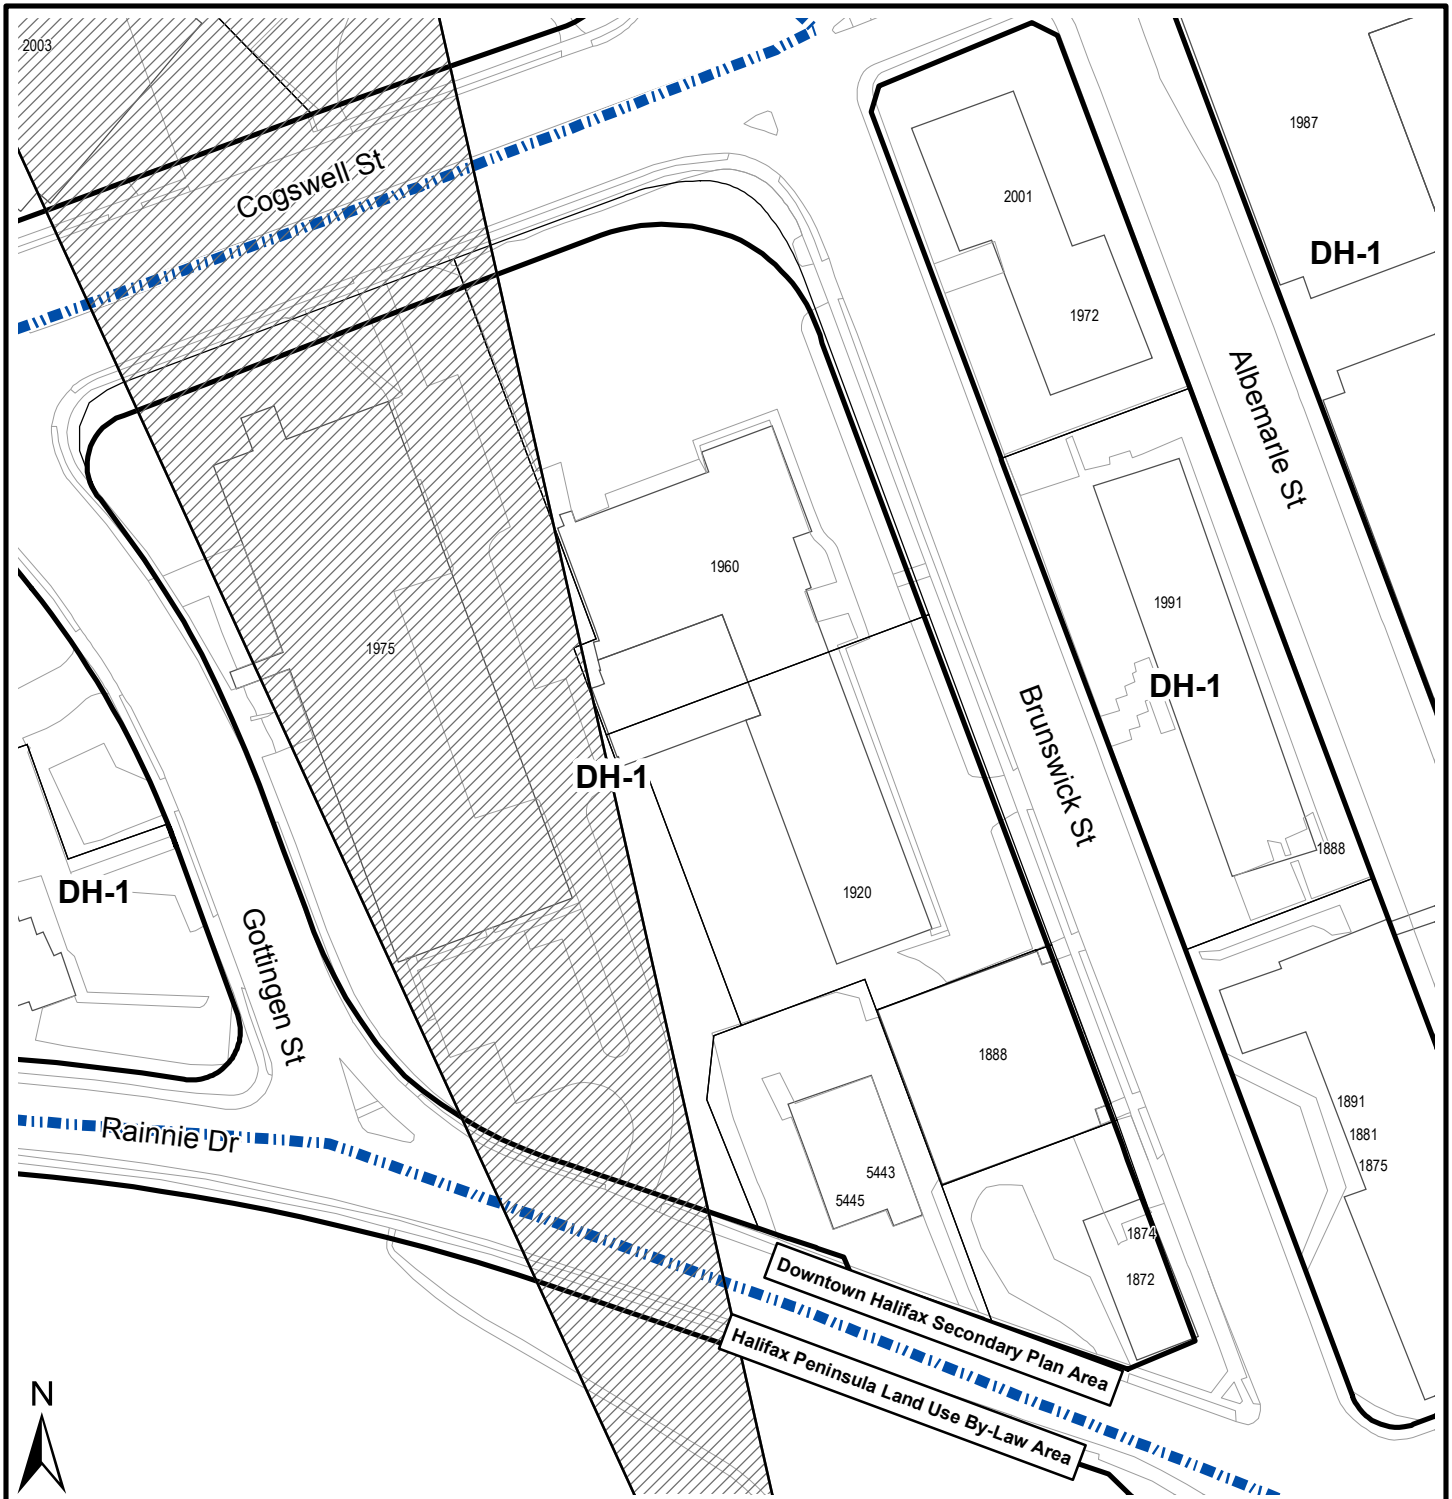 2003
Cogswell St
1987
2001
DH-1
1972
Albemarle St
1960
1991
1975
DH-1
Brunswick St
DH-1
1888
DH-1
1920
Gottingen St
1888
1891
1881
1875
Rainnie Dr
5443
5445
1874
1872
Downtown Halifax Secondary Plan Area
Halifax Peninsula Land Use By-Law Area
N